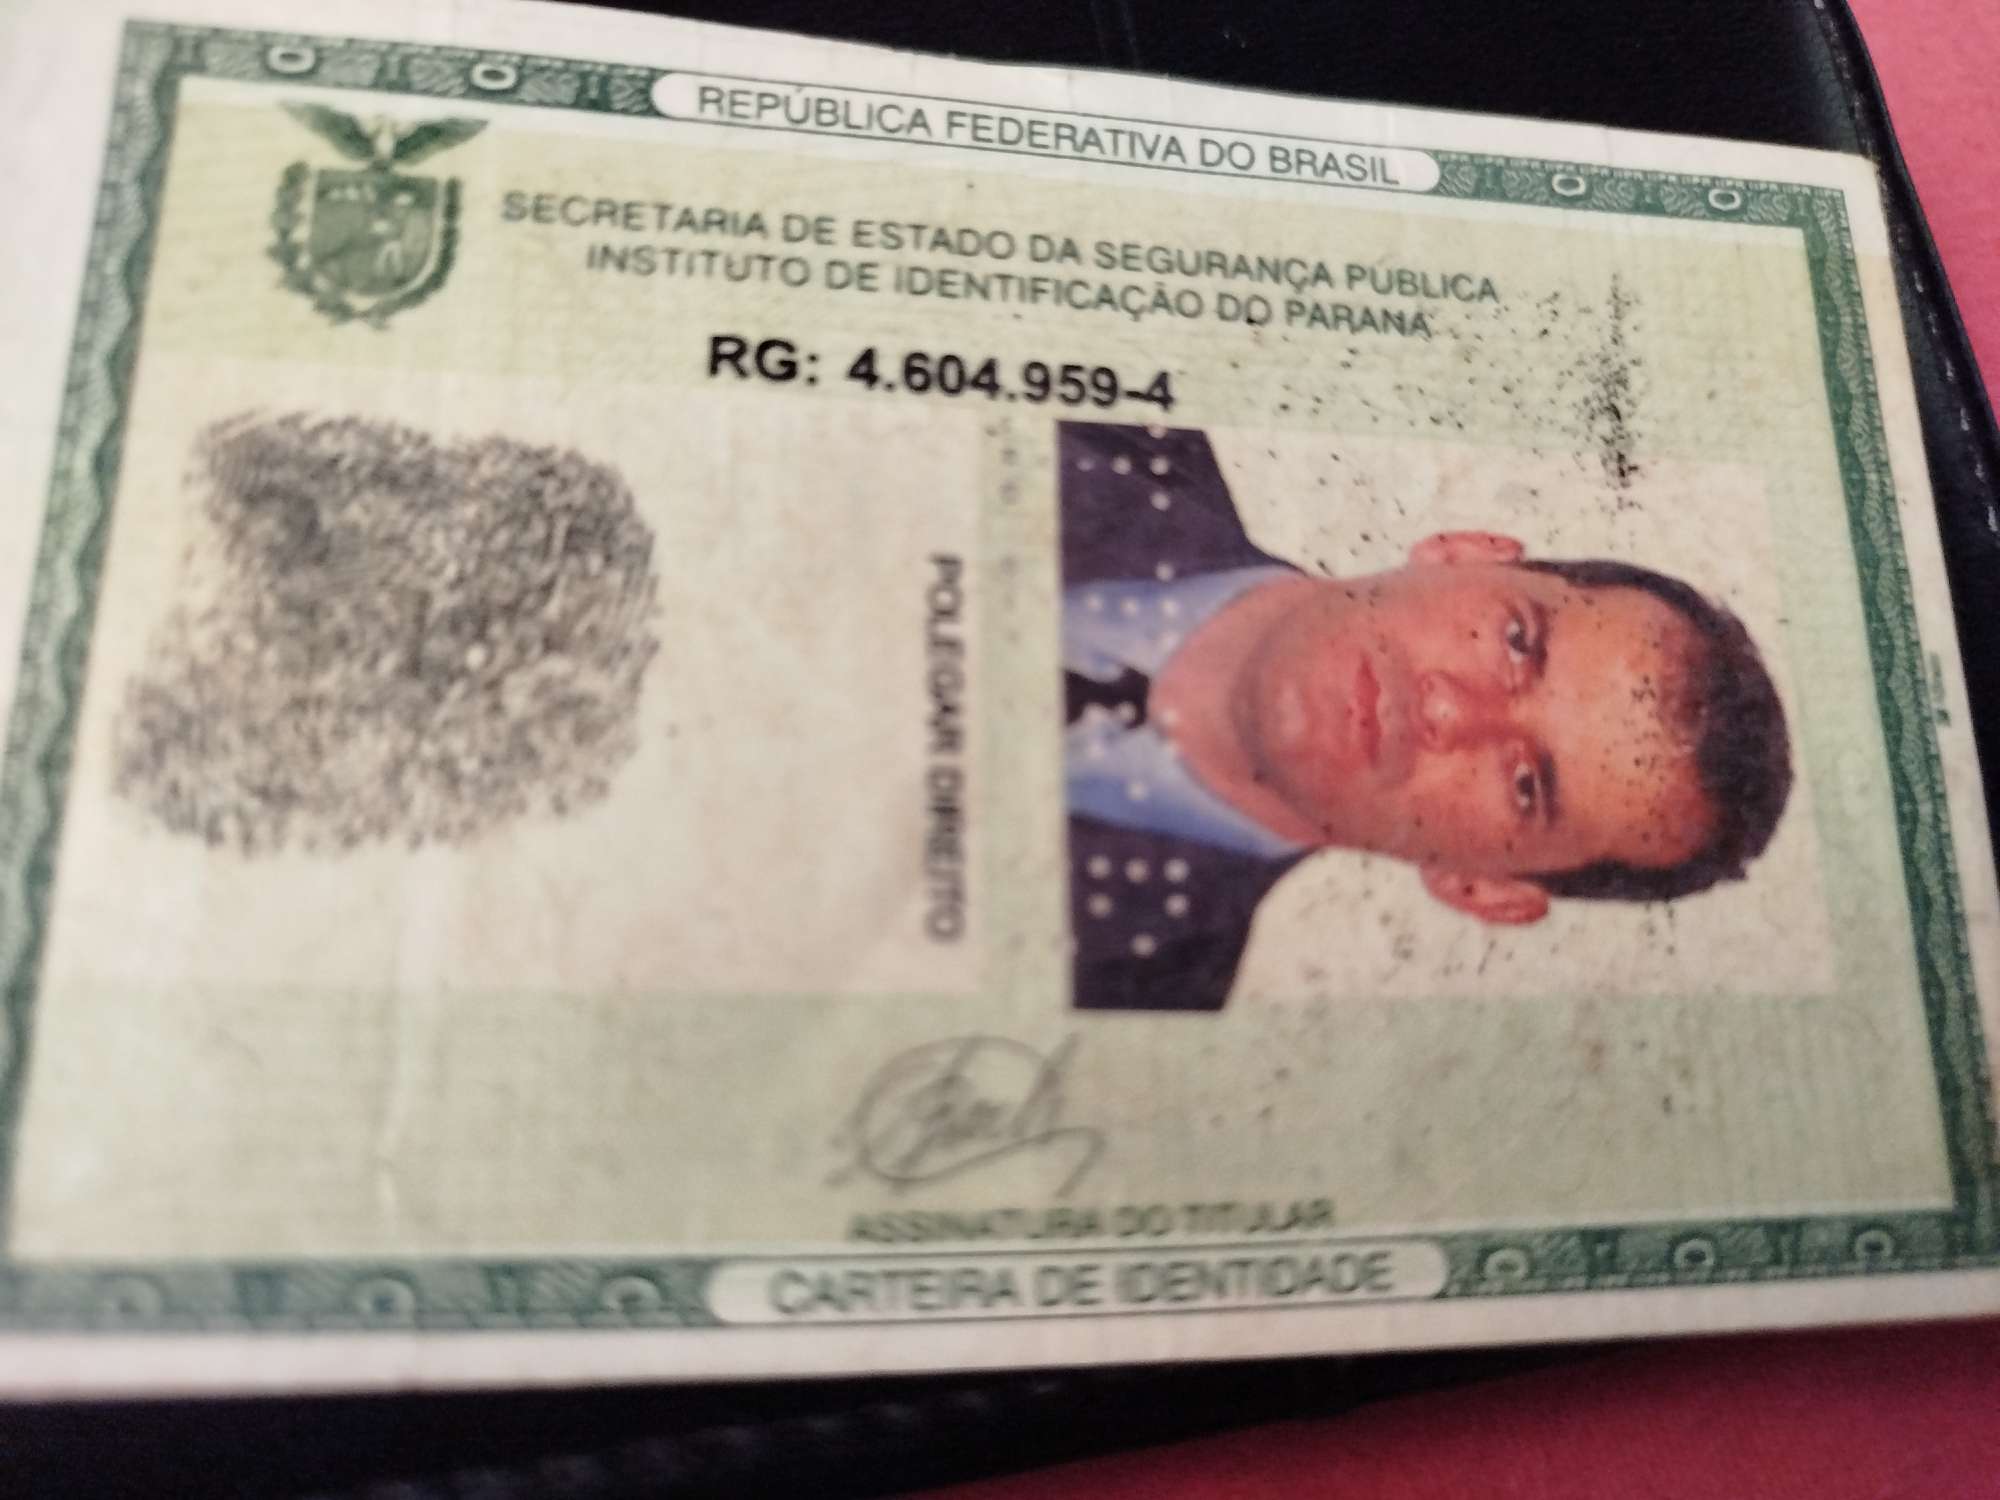 REPÚBLICA FEDERATIVA DO BRASIL
SECRETARIA DE ESTADO DA SEGURANÇA PÚBLICA
INSTITUTO DE IDENTIFICAÇÃO DO PARANÁ
RG: 4.604.959-4
POLEGAR DIREITO
ASSINATURA DO TITULAR
CARTEIRA DE IDENTIDADE